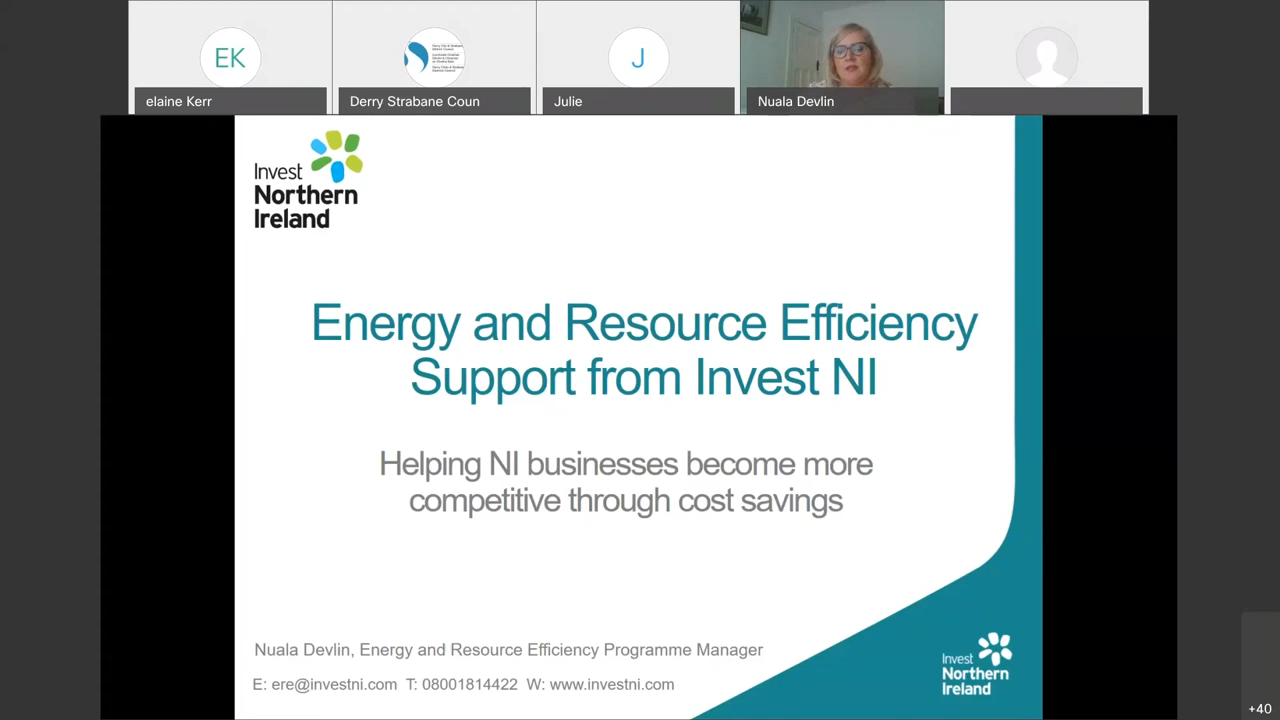 EK
J
elaine Kerr
Derry Strabane Coun
Julie
Nuala Devlin
Invest
Northern
Ireland
Energy and Resource Efficiency
Support from Invest NI
Helping NI businesses become more
competitive through cost savings
Nuala Devlin, Energy and Resource Efficiency Programme Manager
E: ere@investni.com T: 08001814422 W: www.investni.com
Invest
Northern
Ireland
+40